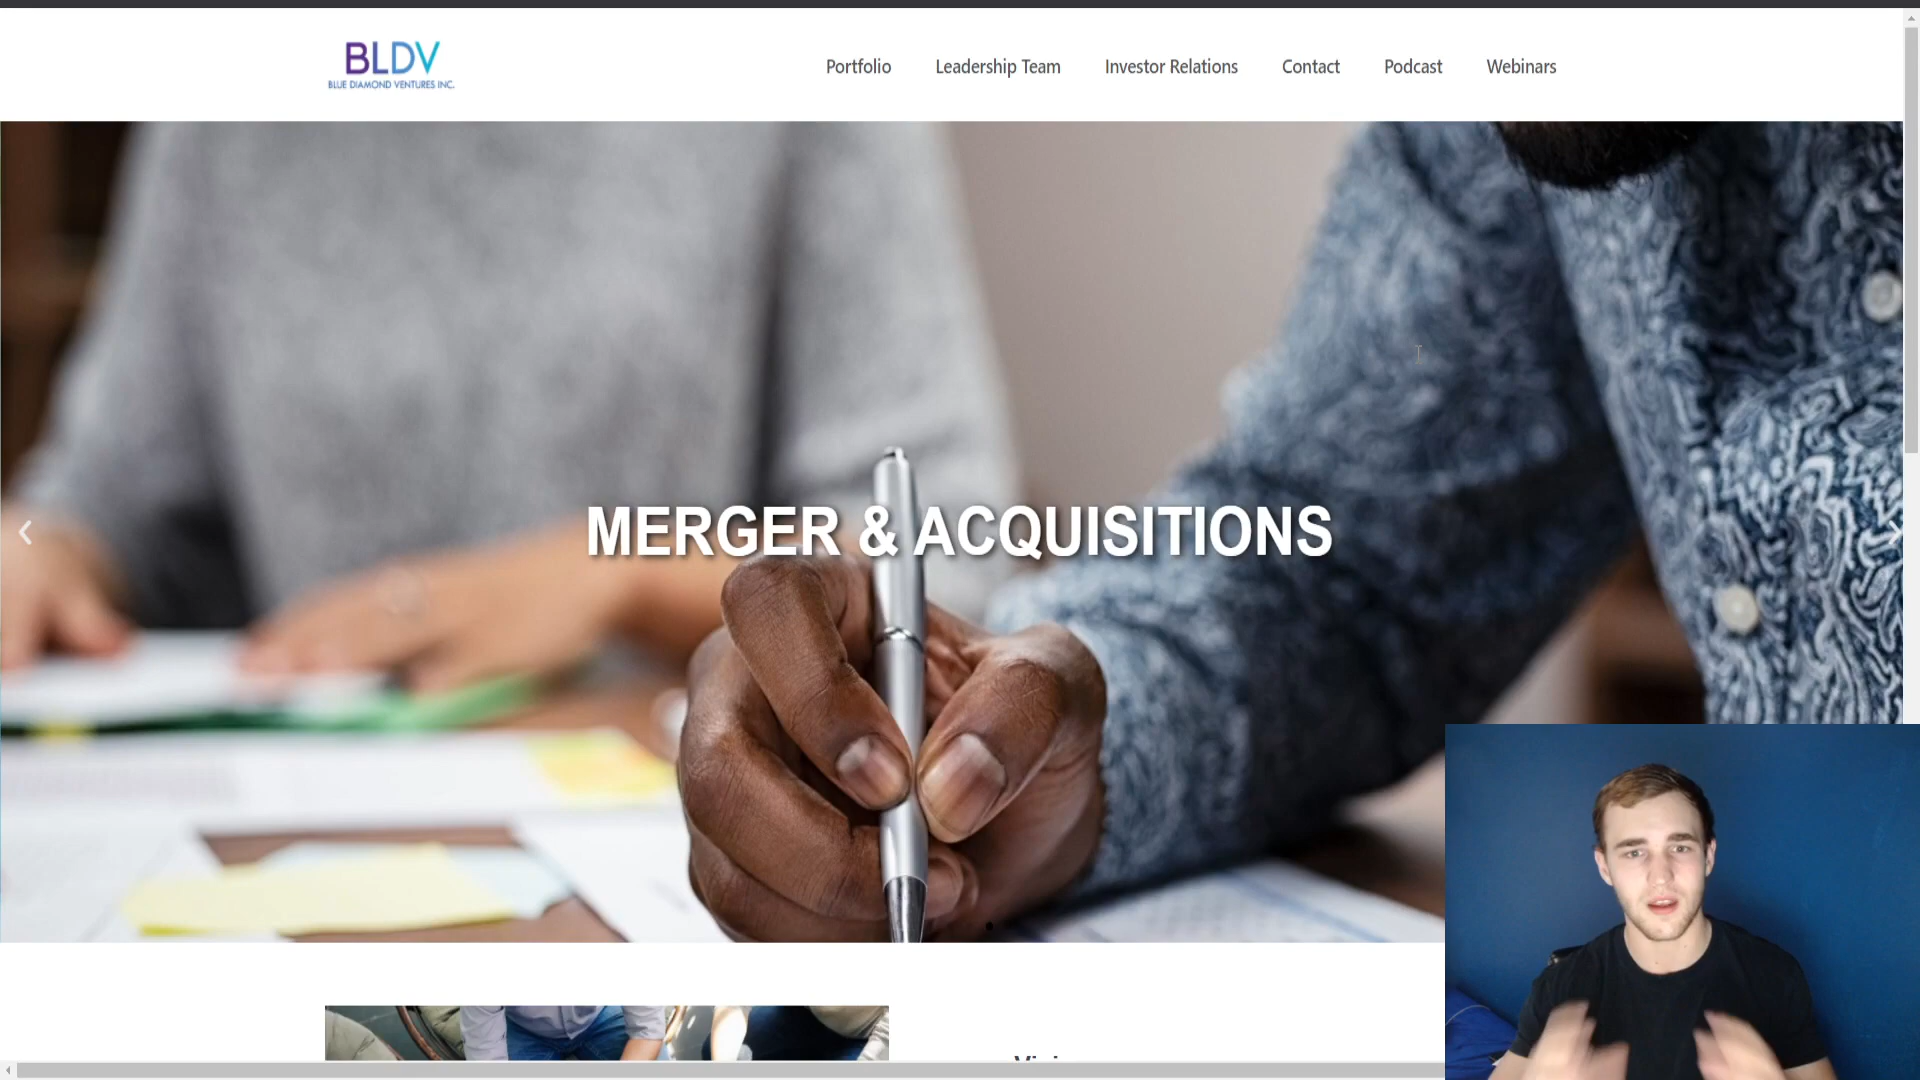 BLDV
BLUE DIAMOND VENTURES INC.
Portfolio
Leadership Team
Investor Relations
Contact
Podcast
Webinars
MERGER & ACQUISITIONS